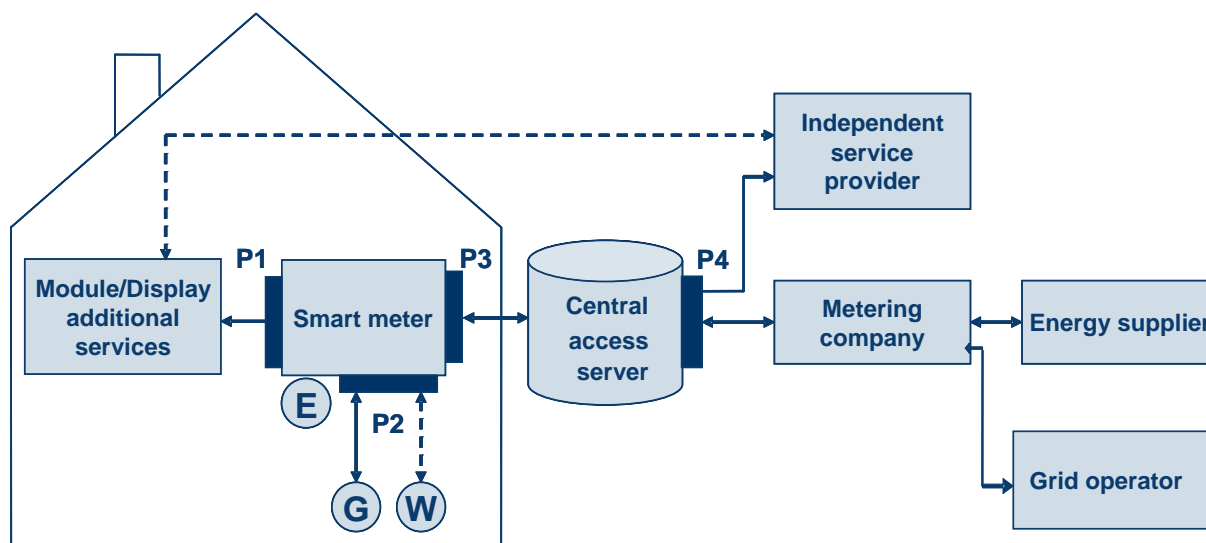 Independent
service
provider
P1
P3
P4
Module/Display
additional
services
Smart meter
Central
access
server
Metering
company
Energy supplier
E
P2
G
W
Grid operator